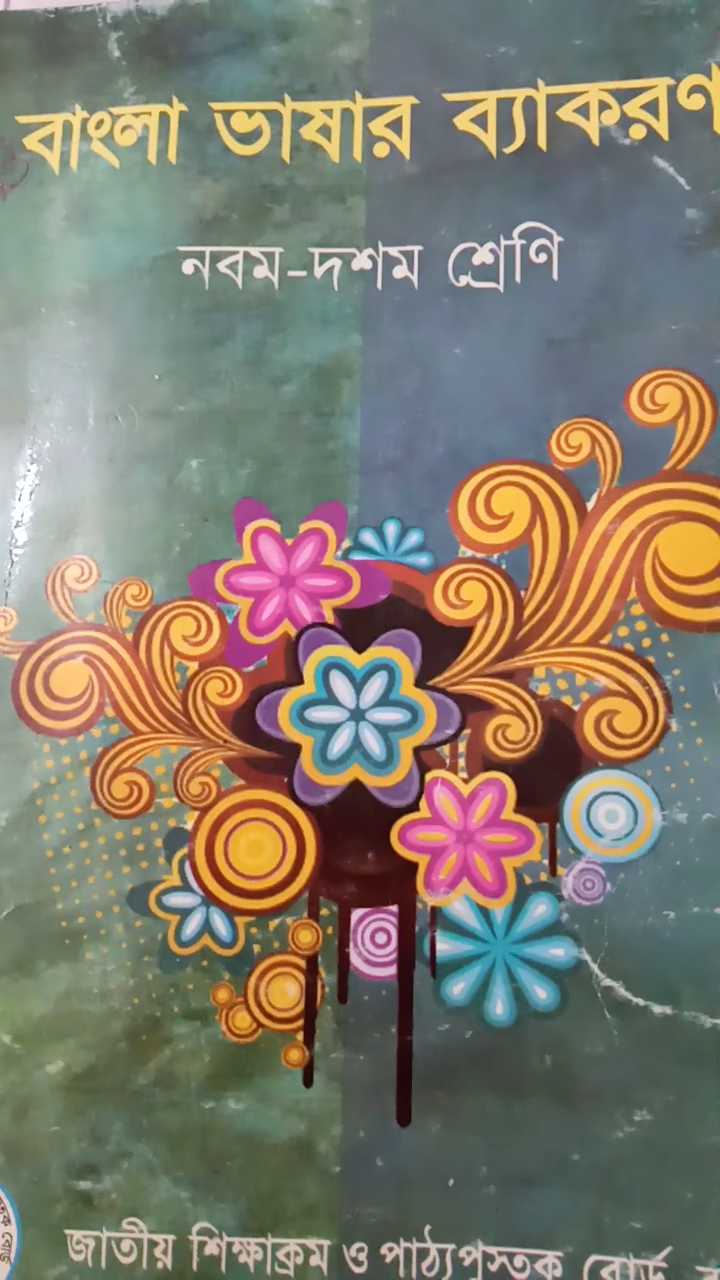 বাংলা ভাষার ব্যাকরণ
নবম-দশম শ্রেণি
জাতীয় শিক্ষাক্রম ও পাঠ্যপুস্তক বোর্ড